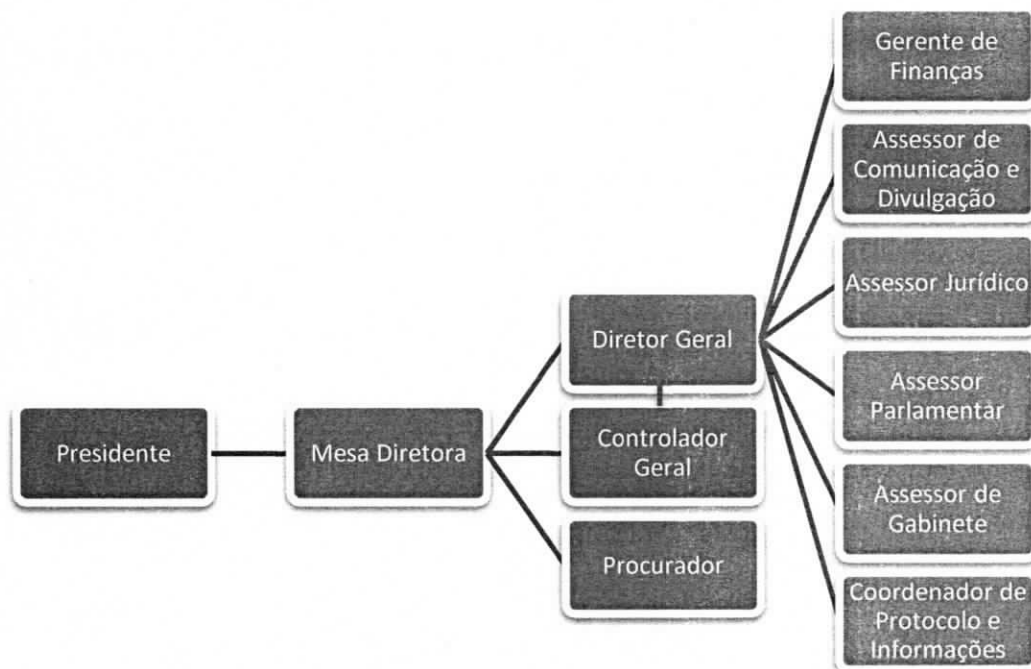 Presidente
Mesa Diretora
Diretor Geral
Controlador
Geral
Procurador
Gerente de
Finanças
Assessor de
Comunicação e
Divulgação
Assessor Jurídico
Assessor
Parlamentar
Assessor de
Gabinete
Coordenador de
Protocolo e
Informações